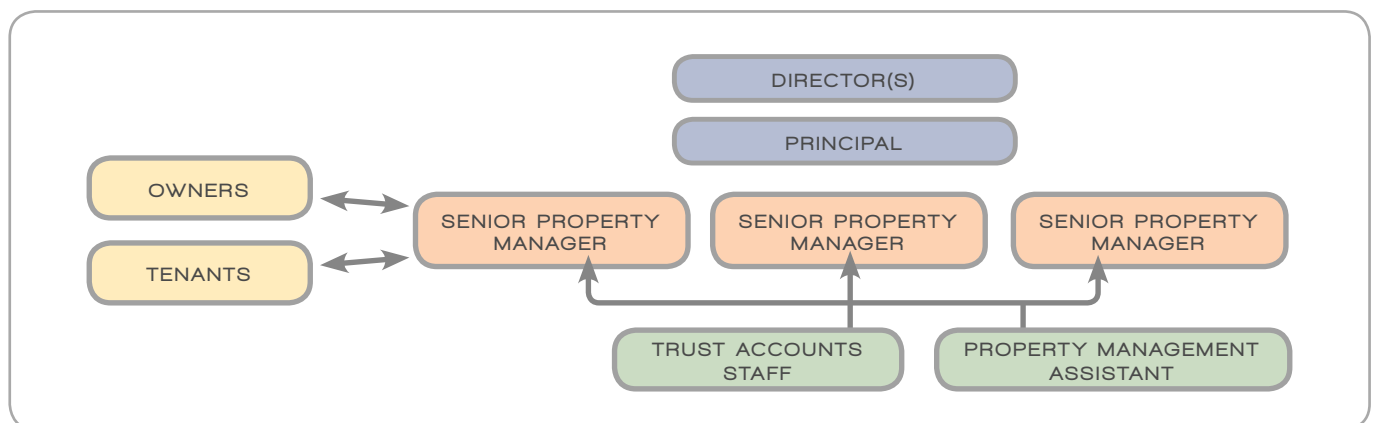 DIRECTOR(S)
PRINCIPAL
OWNERS
TENANTS
SENIOR PROPERTY
MANAGER
SENIOR PROPERTY
MANAGER
SENIOR PROPERTY
MANAGER
TRUST ACCOUNTS
STAFF
PROPERTY MANAGEMENT
ASSISTANT